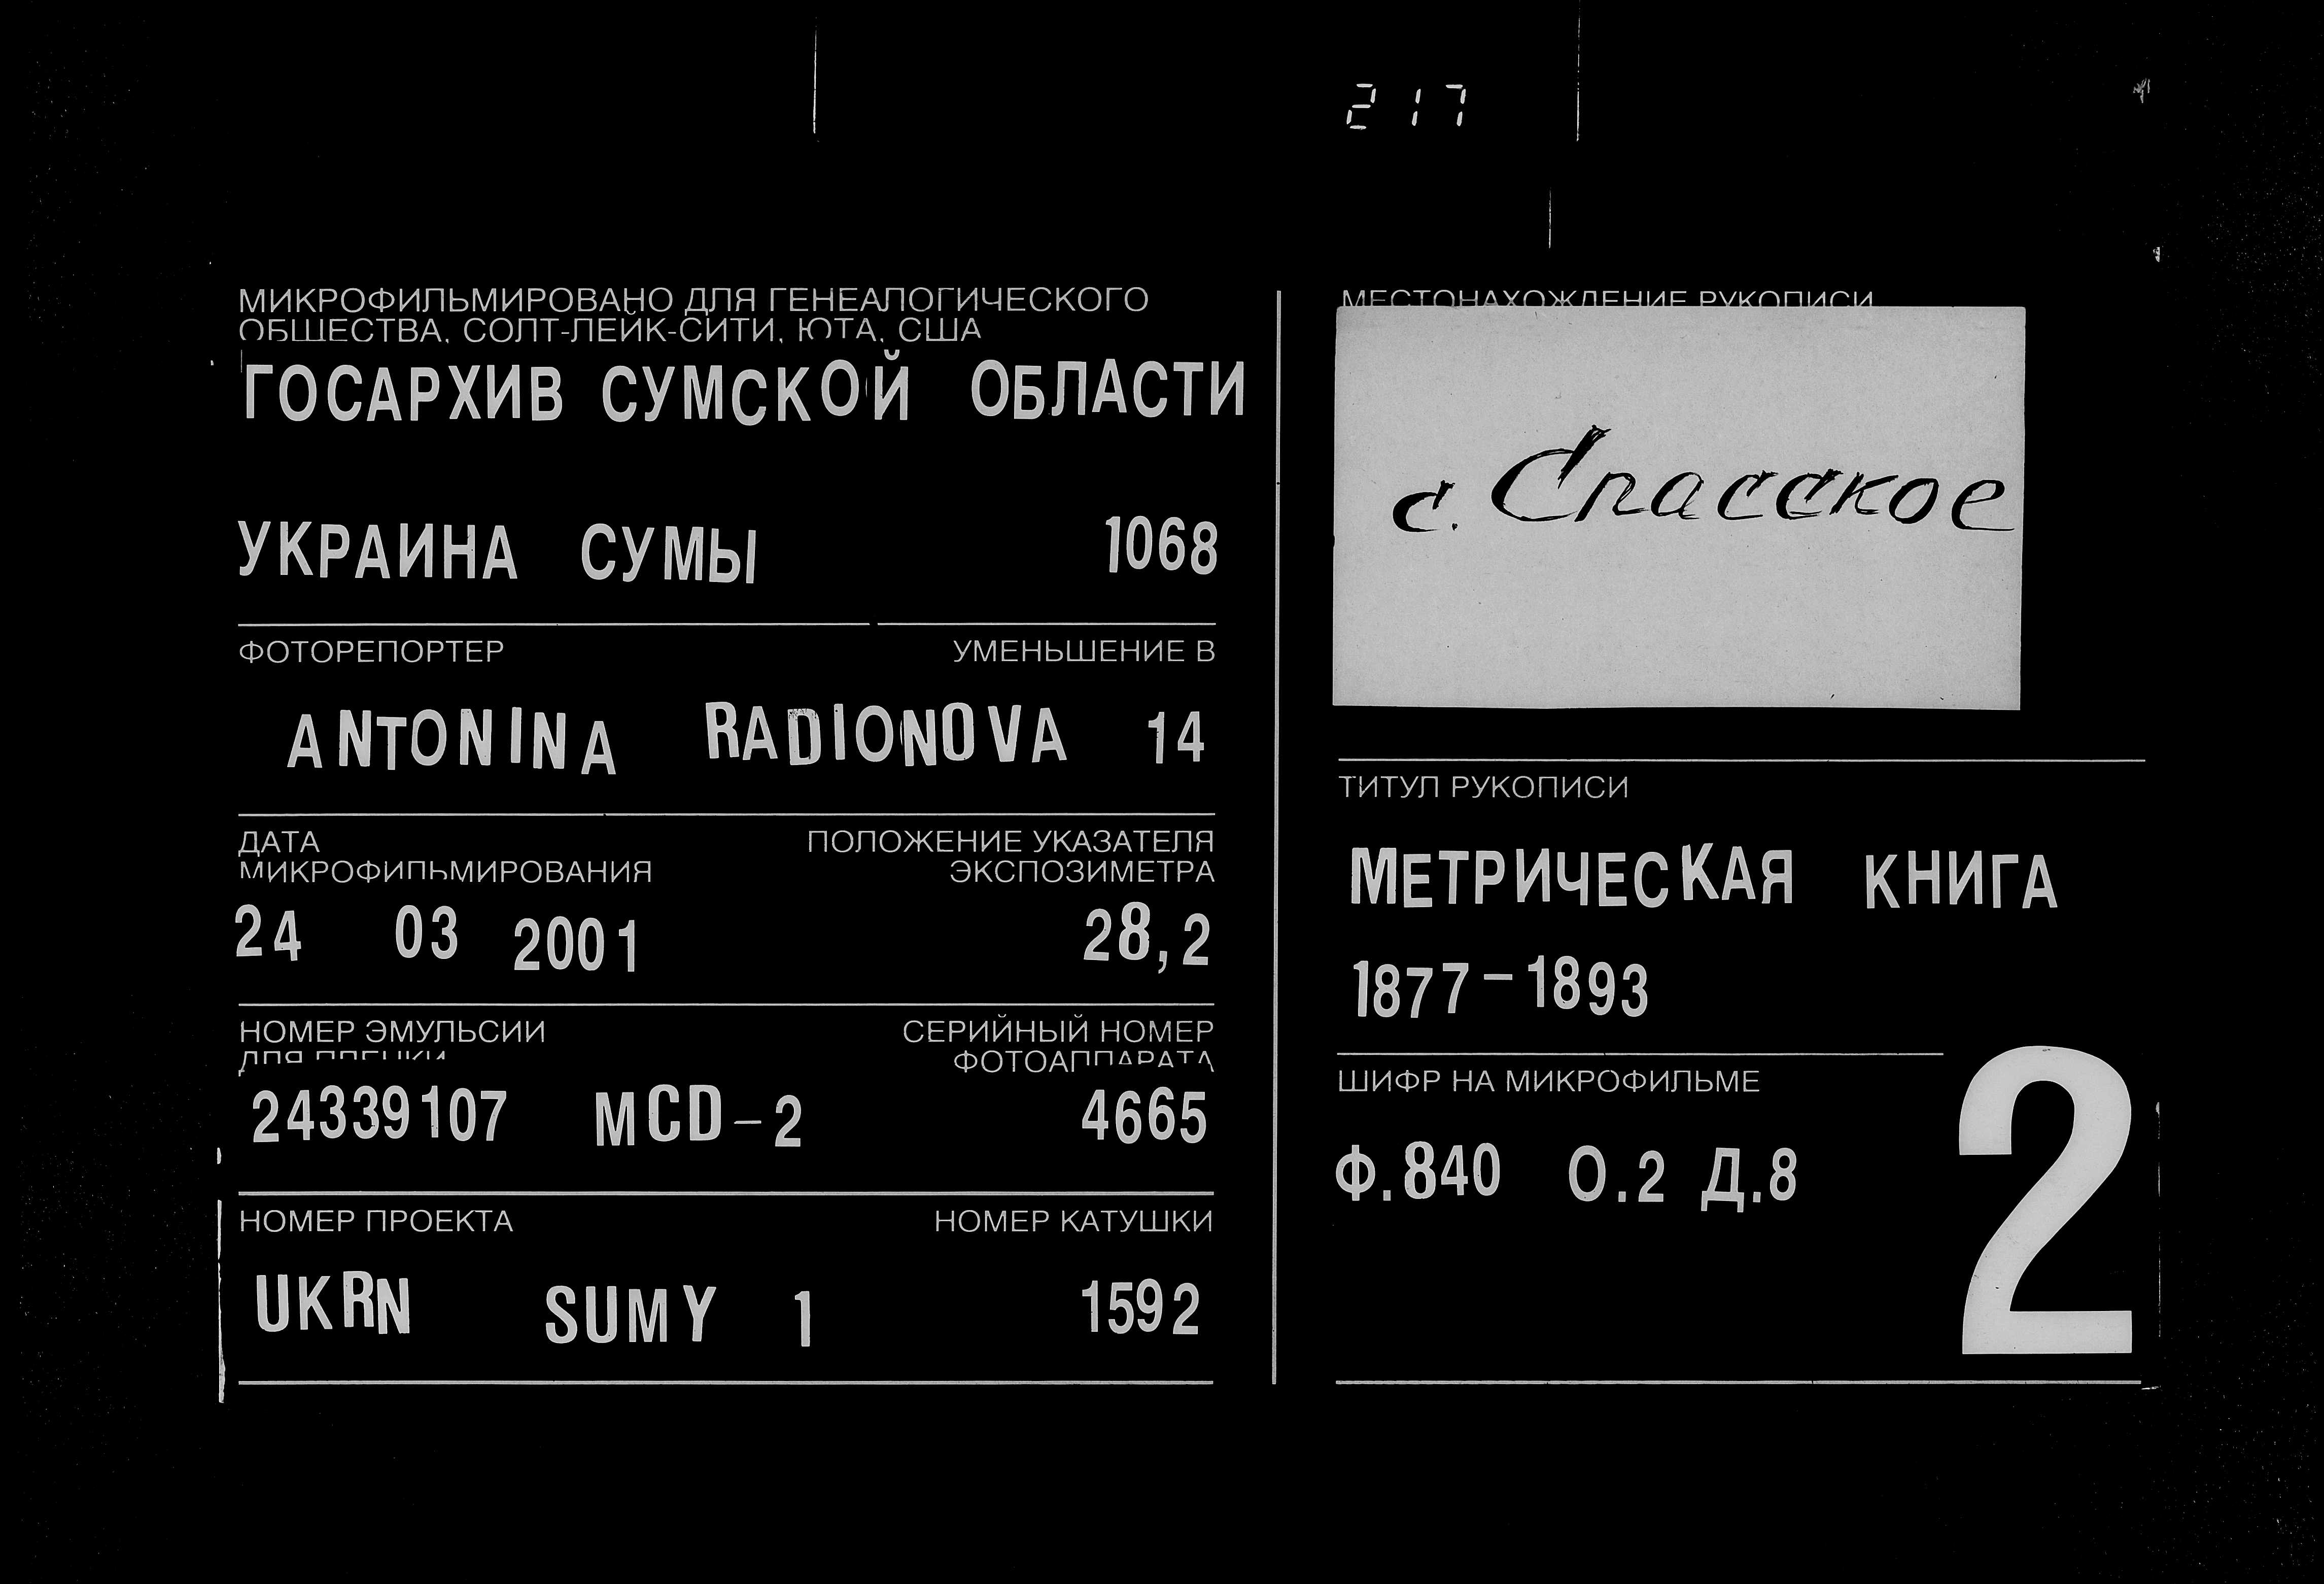 217
МИКРОФИЛЬМИРОВАНО ДЛЯ ГЕНЕАЛОГИЧЕСКОГО
ОБЩЕСТВА, СОЛТ-ЛЕЙК-СИТИ, ЮТА, США
ГОСАРХИВ СУМСКОЙ ОБЛАСТИ
УКРАИНА СУМЫ 1068
ФОТОРЕПОРТЕР УМЕНЬШЕНИЕ В
ANTONINA RADIONOVA 14
ДАТА ПОЛОЖЕНИЕ УКАЗАТЕЛЯ
МИКРОФИЛЬМИРОВАНИЯ ЭКСПОЗИМЕТРА
24 03 2001 28,2
НОМЕР ЭМУЛЬСИИ СЕРИЙНЫЙ НОМЕР
ДЛЯ ПЛЕНКИ ФОТОАППАРАТА
24339107 MCD-2 4665
НОМЕР ПРОЕКТА НОМЕР КАТУШКИ
UKRN SUMY 1 1592
МЕСТОНАХОЖДЕНИЕ РУКОПИСИ
с. Спасское
ТИТУЛ РУКОПИСИ
МЕТРИЧЕСКАЯ КНИГА
1877-1893
ШИФР НА МИКРОФИЛЬМЕ
Ф.840 О.2 Д.8
2